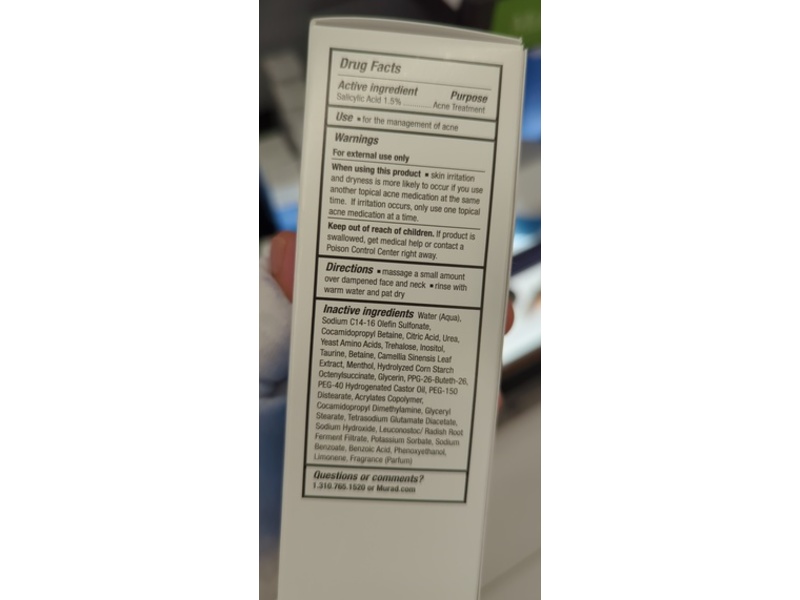 Drug Facts
Active ingredient Purpose
Salicylic Acid 1.5% Acne Treatment
Use ▪ for the management of acne
Warnings
For external use only
When using this product ▪ skin irritation
and dryness is more likely to occur if you use
another topical acne medication at the same
time. If irritation occurs, only use one topical
acne medication at a time.
Keep out of reach of children. If product is
swallowed, get medical help or contact a
Poison Control Center right away.
Directions ▪ massage a small amount
over dampened face and neck ▪ rinse with
warm water and pat dry
Inactive ingredients Water (Aqua),
Sodium C14-16 Olefin Sulfonate,
Cocamidopropyl Betaine, Citric Acid, Urea,
Yeast Amino Acids, Trehalose, Inositol,
Taurine, Betaine, Camellia Sinensis Leaf
Extract, Menthol, Hydrolyzed Corn Starch
Octenylsuccinate, Glycerin, PPG-26-Buteth-26,
PEG-40 Hydrogenated Castor Oil, PEG-150
Distearate, Acrylates Copolymer,
Cocamidopropyl Dimethylamine, Glyceryl
Stearate, Tetrasodium Glutamate Diacetate,
Sodium Hydroxide, Leuconostoc/ Radish Root
Ferment Filtrate, Potassium Sorbate, Sodium
Benzoate, Benzoic Acid, Phenoxyethanol,
Limonene, Fragrance (Parfum)
Questions or comments?
1.310.765.1520 or Murad.com